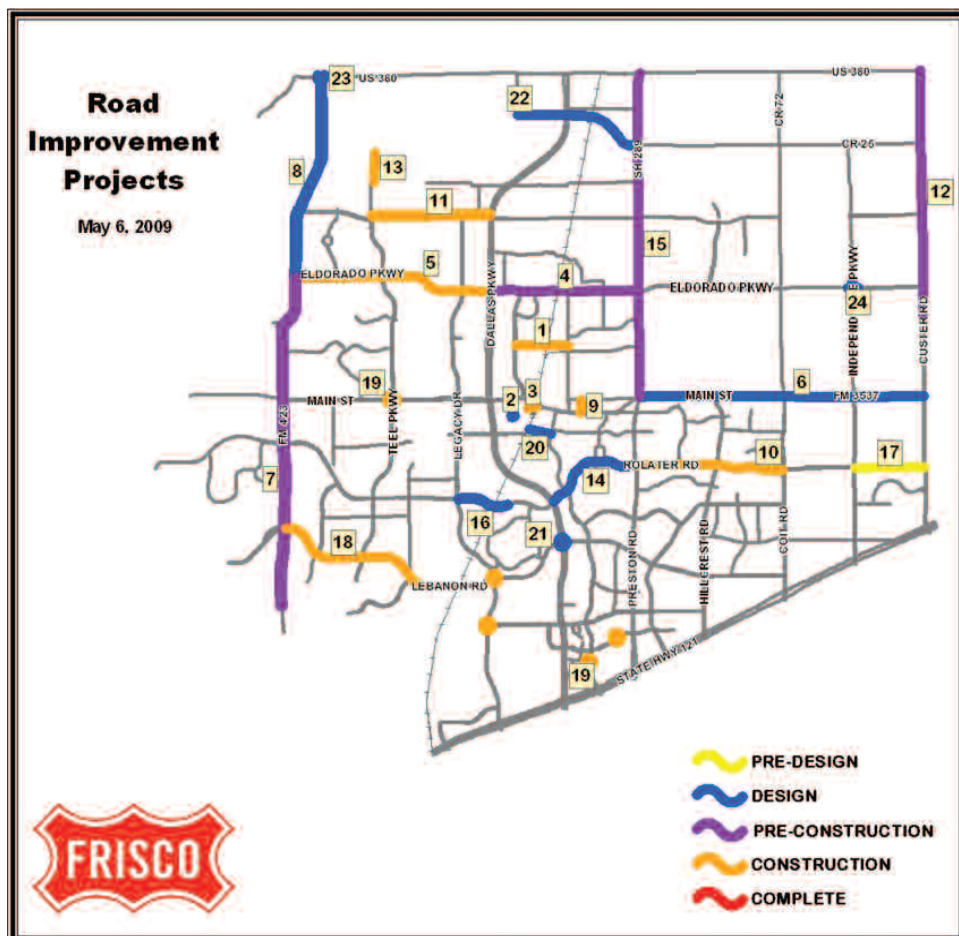 Road
Improvement
Projects
May 6, 2009
23
US 380
US 380
22
CR 72
CR 25
SH 289
13
8
12
11
15
ELDORADO PKWY
5
4
ELDORADO PKWY
DALLAS PKWY
24
INDEPENDENCE PKWY
CUSTER RD
1
19
MAIN ST
2
3
9
MAIN ST
6
FM 3537
FM 423
TEEL PKWY
LEGACY DR
20
ROLATER RD
10
17
14
7
16
21
18
LEBANON RD
PRESTON RD
HILLCREST RD
COIT RD
19
STATE HWY 121
PRE-DESIGN
DESIGN
PRE-CONSTRUCTION
CONSTRUCTION
COMPLETE
FRISCO